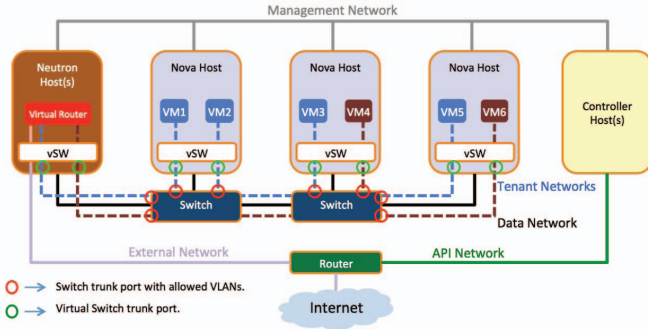 Management Network
Neutron
Host(s)
Virtual Router
vSW
Nova Host
VM1
VM2
vSW
Nova Host
VM3
VM4
vSW
Nova Host
VM5
VM6
vSW
Controller
Host(s)
Tenant Networks
Switch
Switch
Data Network
External Network
API Network
Router
Switch trunk port with allowed VLANs.
Virtual Switch trunk port.
Internet